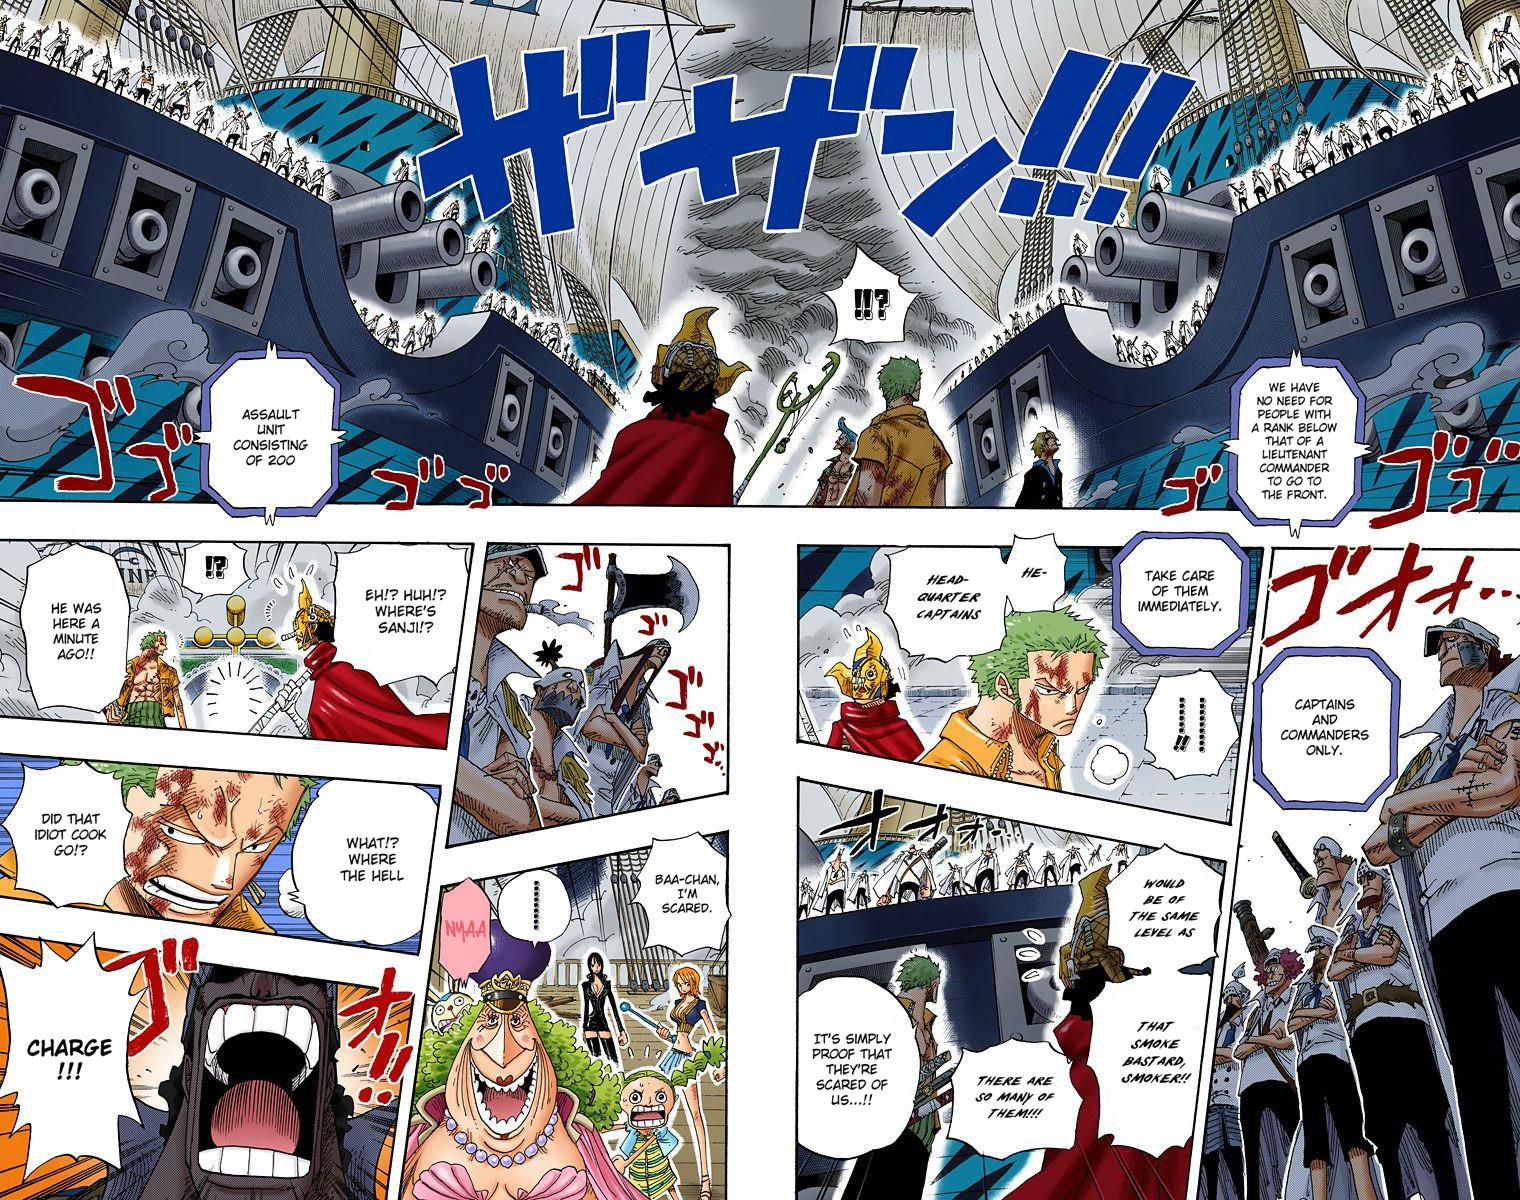 ザザン!!!
!!?
WE HAVE
NO NEED FOR
PEOPLE WITH
A RANK BELOW
THAT OF A
LIEUTENANT
COMMANDER
TO GO TO
THE FRONT.
ASSAULT
UNIT
CONSISTING
OF 200
ゴゴゴ
ゴゴ
ゴ
ゴゴ
HE WAS
HERE A
MINUTE
AGO!!
!?
EH!? HUH!?
WHERE'S
SANJI!?
DID THAT
IDIOT COOK
GO!?
WHAT!?
WHERE
THE HELL
CHARGE
!!!
ゴ
オ!!
ゴ
ゴ
ゴゴゴ
BAA-CHAN,
I'M
SCARED.
NYAA
HEAD-
QUARTER
CAPTAINS
HE-
TAKE CARE
OF THEM
IMMEDIATELY.
!!
オオオォ...
WOULD
BE OF
THE SAME
LEVEL AS
THAT
SMOKE
BASTARD,
SMOKER!!
THERE ARE
SO MANY OF
THEM!!!
IT'S SIMPLY
PROOF THAT
THEY'RE
SCARED OF
US...!!
ゴオオォ...
CAPTAINS
AND
COMMANDERS
ONLY.